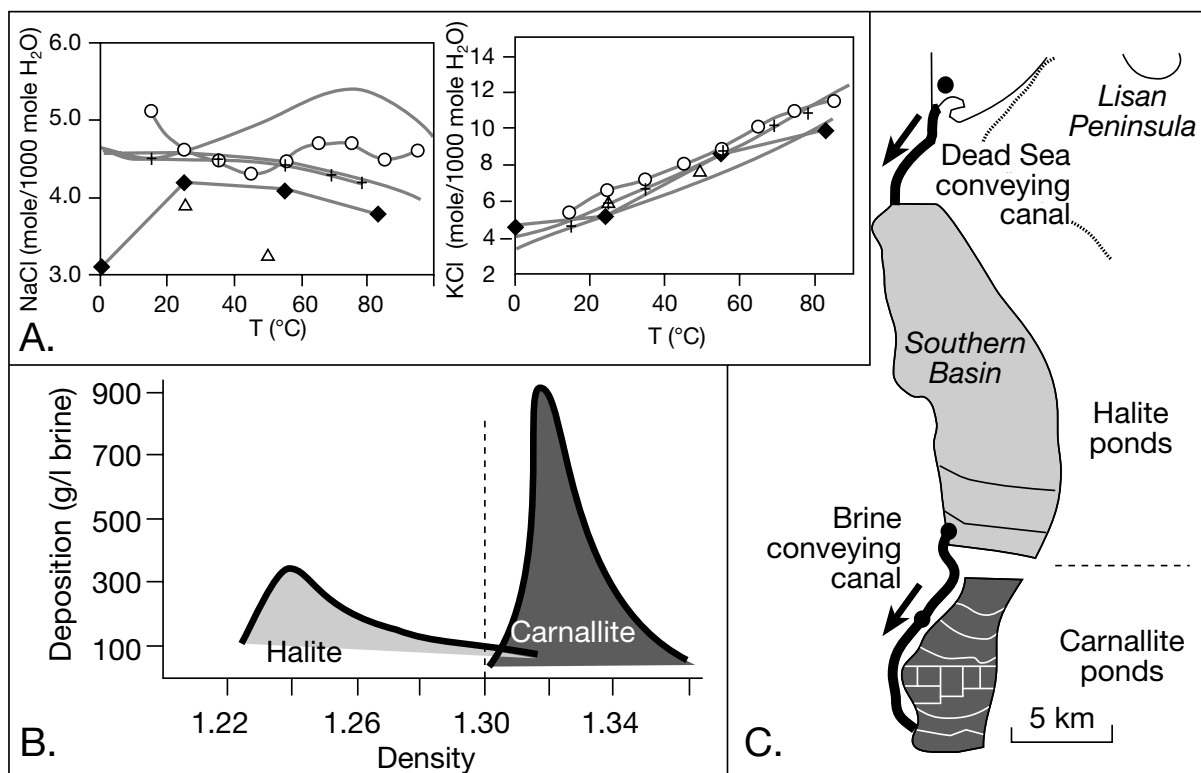 NaCl (mole/1000 mole H₂O)
6.0
5.0
4.0
3.0
0
20
40
60
80
T (°C)
KCl (mole/1000 mole H₂O)
14
12
10
8
6
4
2
0
20
40
60
80
T (°C)
A.
Deposition (g/l brine)
900
700
500
300
100
Halite
Carnallite
1.22
1.26
1.30
1.34
Density
B.
Lisan
Peninsula
Dead Sea
conveying
canal
Southern
Basin
Halite
ponds
Brine
conveying
canal
Carnallite
ponds
5 km
C.